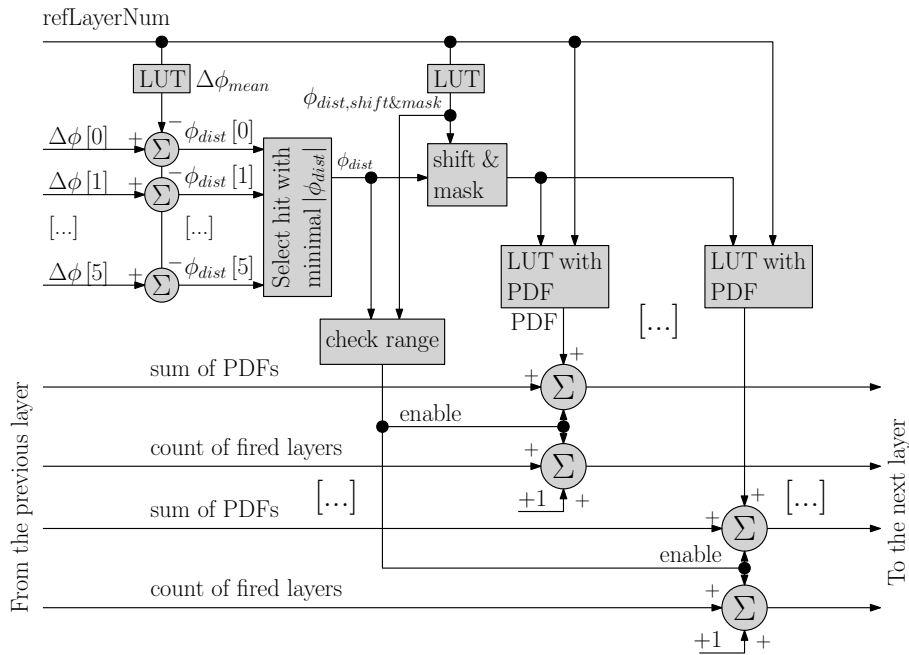 refLayerNum
LUT
Δϕ_mean
LUT
ϕ_dist,shift&mask
Δϕ [0]
+
−
ϕ_dist [0]
Σ
Δϕ [1]
+
−
ϕ_dist [1]
Σ
[...]
[...]
Δϕ [5]
+
−
ϕ_dist [5]
Σ
Select hit with
minimal |ϕ_dist|
ϕ_dist
shift &
mask
LUT with
PDF
LUT with
PDF
PDF
[...]
check range
sum of PDFs
+
+
Σ
enable
count of fired layers
+
Σ
+1
+
[...]
[...]
sum of PDFs
+
+
Σ
enable
count of fired layers
+
Σ
+1
+
From the previous layer
To the next layer